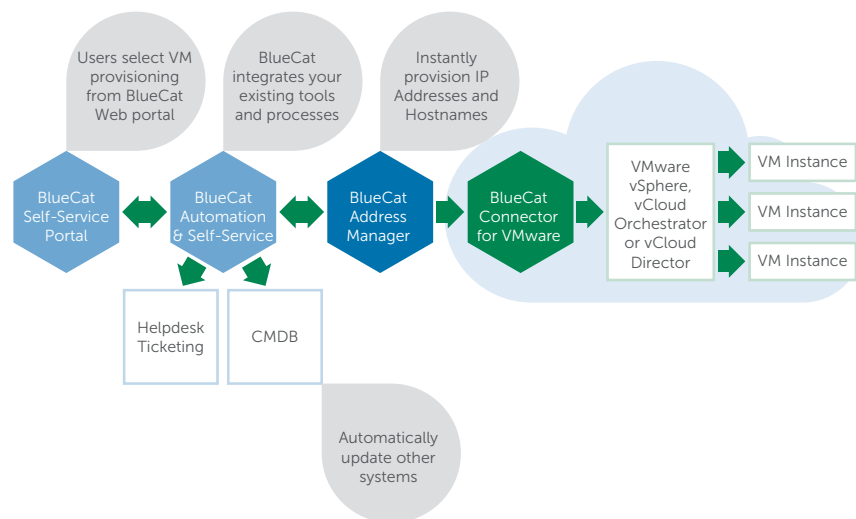 Users select VM
provisioning
from BlueCat
Web portal
BlueCat
integrates your
existing tools
and processes
Instantly
provision IP
Addresses and
Hostnames
BlueCat
Self-Service
Portal
BlueCat
Automation
& Self-Service
BlueCat
Address
Manager
BlueCat
Connector
for VMware
VMware
vSphere,
vCloud
Orchestrator
or vCloud
Director
VM Instance
VM Instance
VM Instance
Helpdesk
Ticketing
CMDB
Automatically
update other
systems